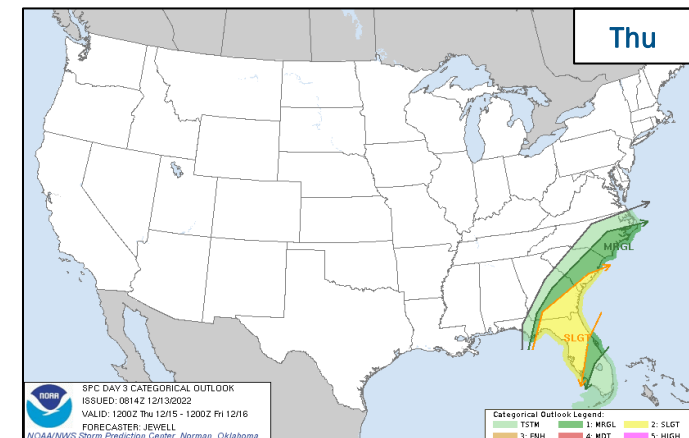 Thu
MRGL
SLGT
NOAA
SPC DAY 3 CATEGORICAL OUTLOOK
ISSUED: 0814Z 12/13/2022
VALID: 1200Z Thu 12/15 - 1200Z Fri 12/16
FORECASTER: JEWELL
NOAA/NWS Storm Prediction Center, Norman, Oklahoma
Categorical Outlook Legend:
TSTM 1: MRGL 2: SLGT
3: ENH 4: MDT 5: HIGH